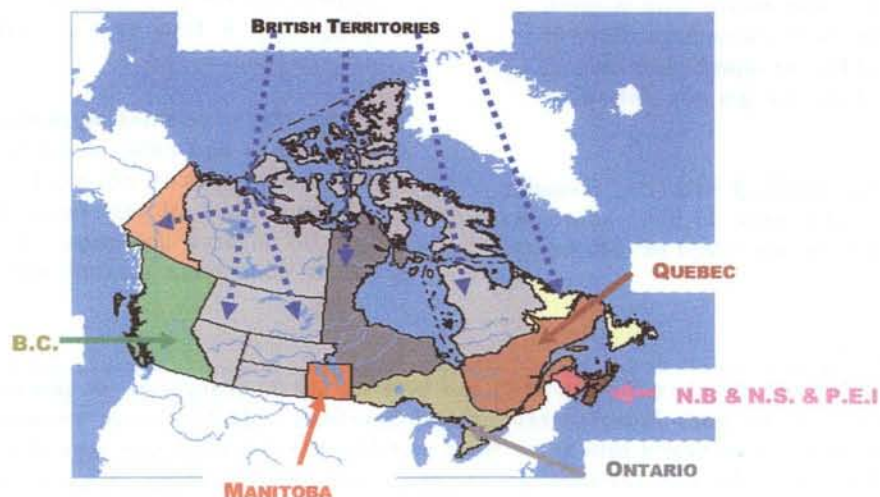 BRITISH TERRITORIES
QUEBEC
B.C.
N.B & N.S. & P.E.I
ONTARIO
MANITOBA